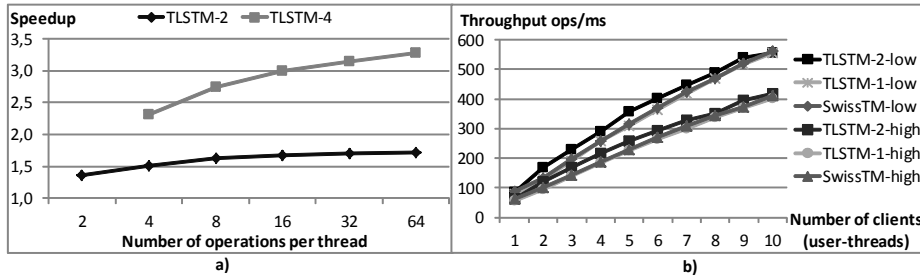 Speedup
TLSTM-2
TLSTM-4
3,5
3,0
2,5
2,0
1,5
1,0
2 4 8 16 32 64
Number of operations per thread
a)
Throughput ops/ms
600
500
400
300
200
100
0
1 2 3 4 5 6 7 8 9 10
Number of clients
(user-threads)
TLSTM-2-low
TLSTM-1-low
SwissTM-low
TLSTM-2-high
TLSTM-1-high
SwissTM-high
b)